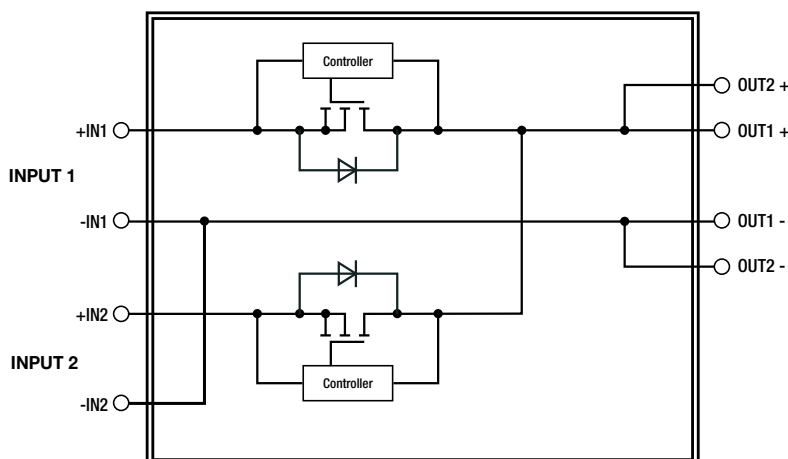 Controller
OUT2 +
+IN1
OUT1 +
INPUT 1
-IN1
OUT1 -
OUT2 -
+IN2
INPUT 2
Controller
-IN2